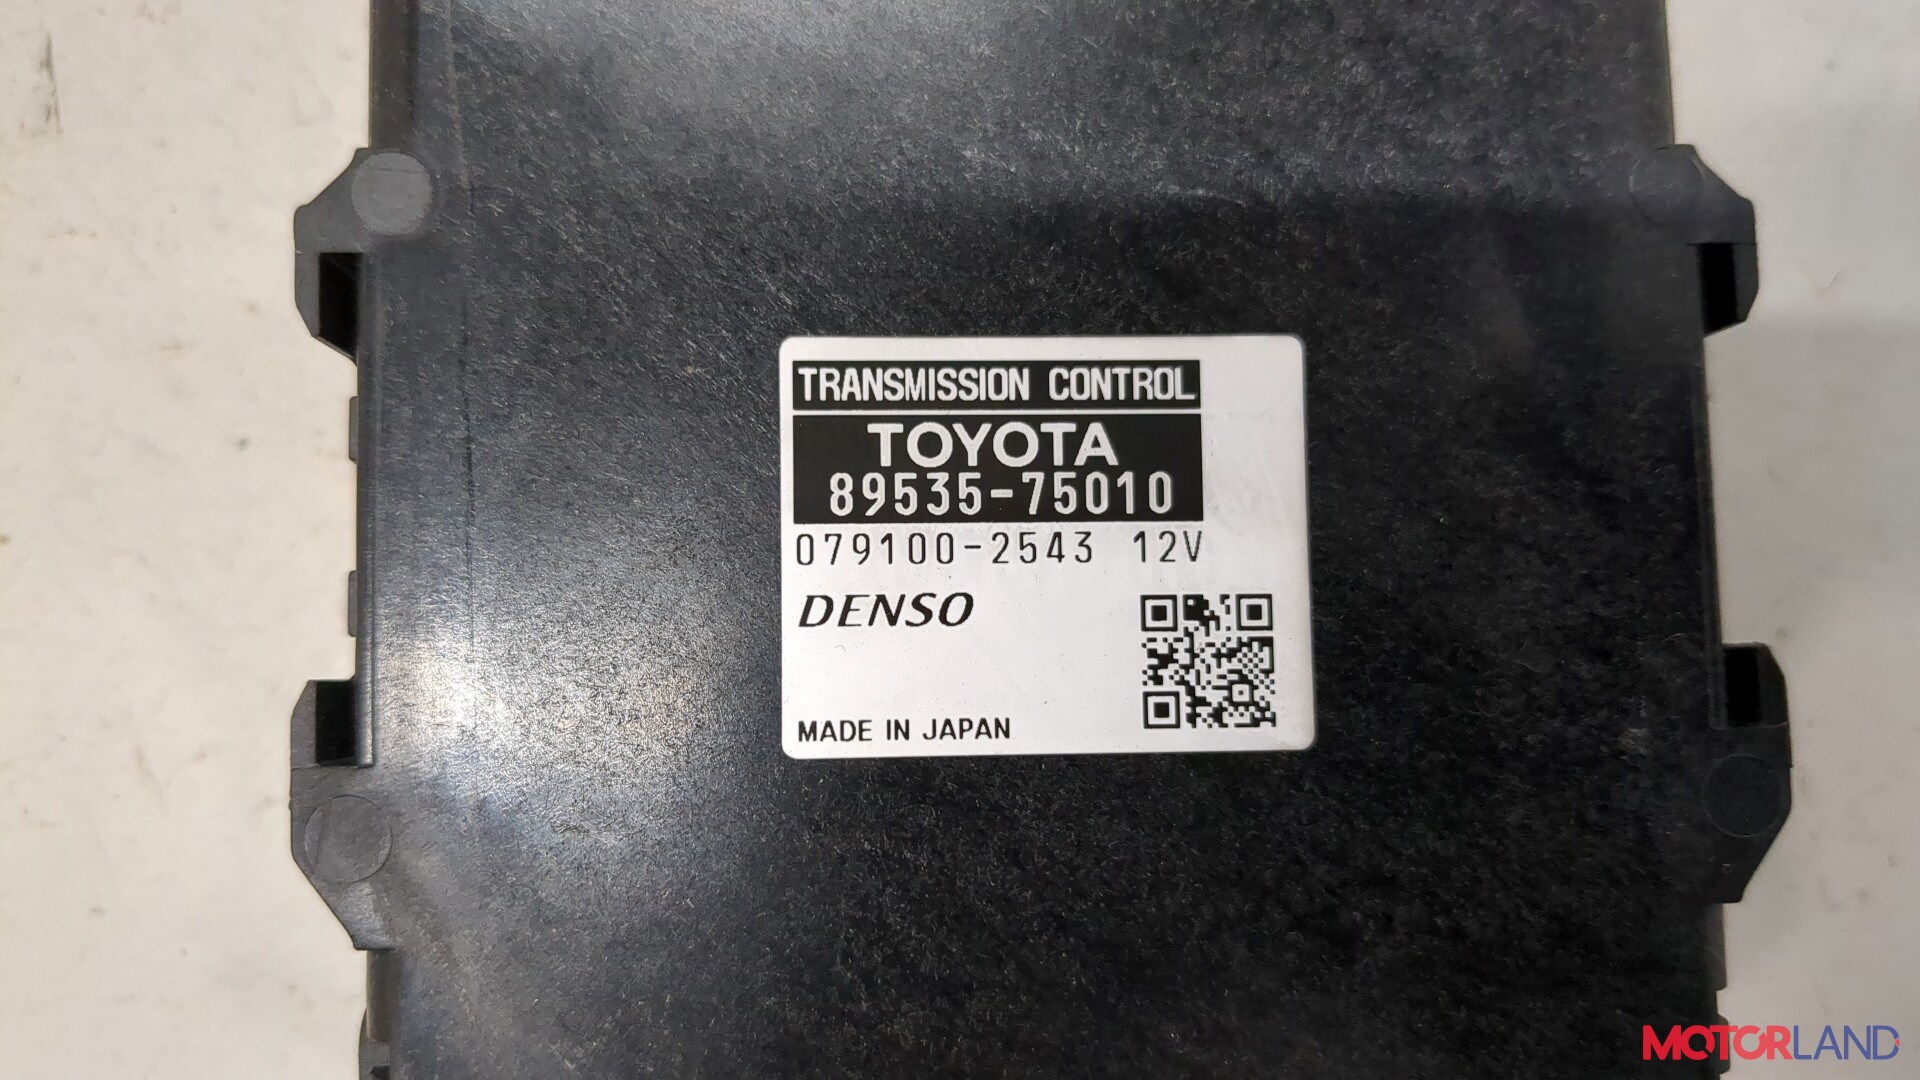 TRANSMISSION CONTROL
TOYOTA
89535-75010
079100-2543 12V
DENSO
MADE IN JAPAN
MOTORLAND